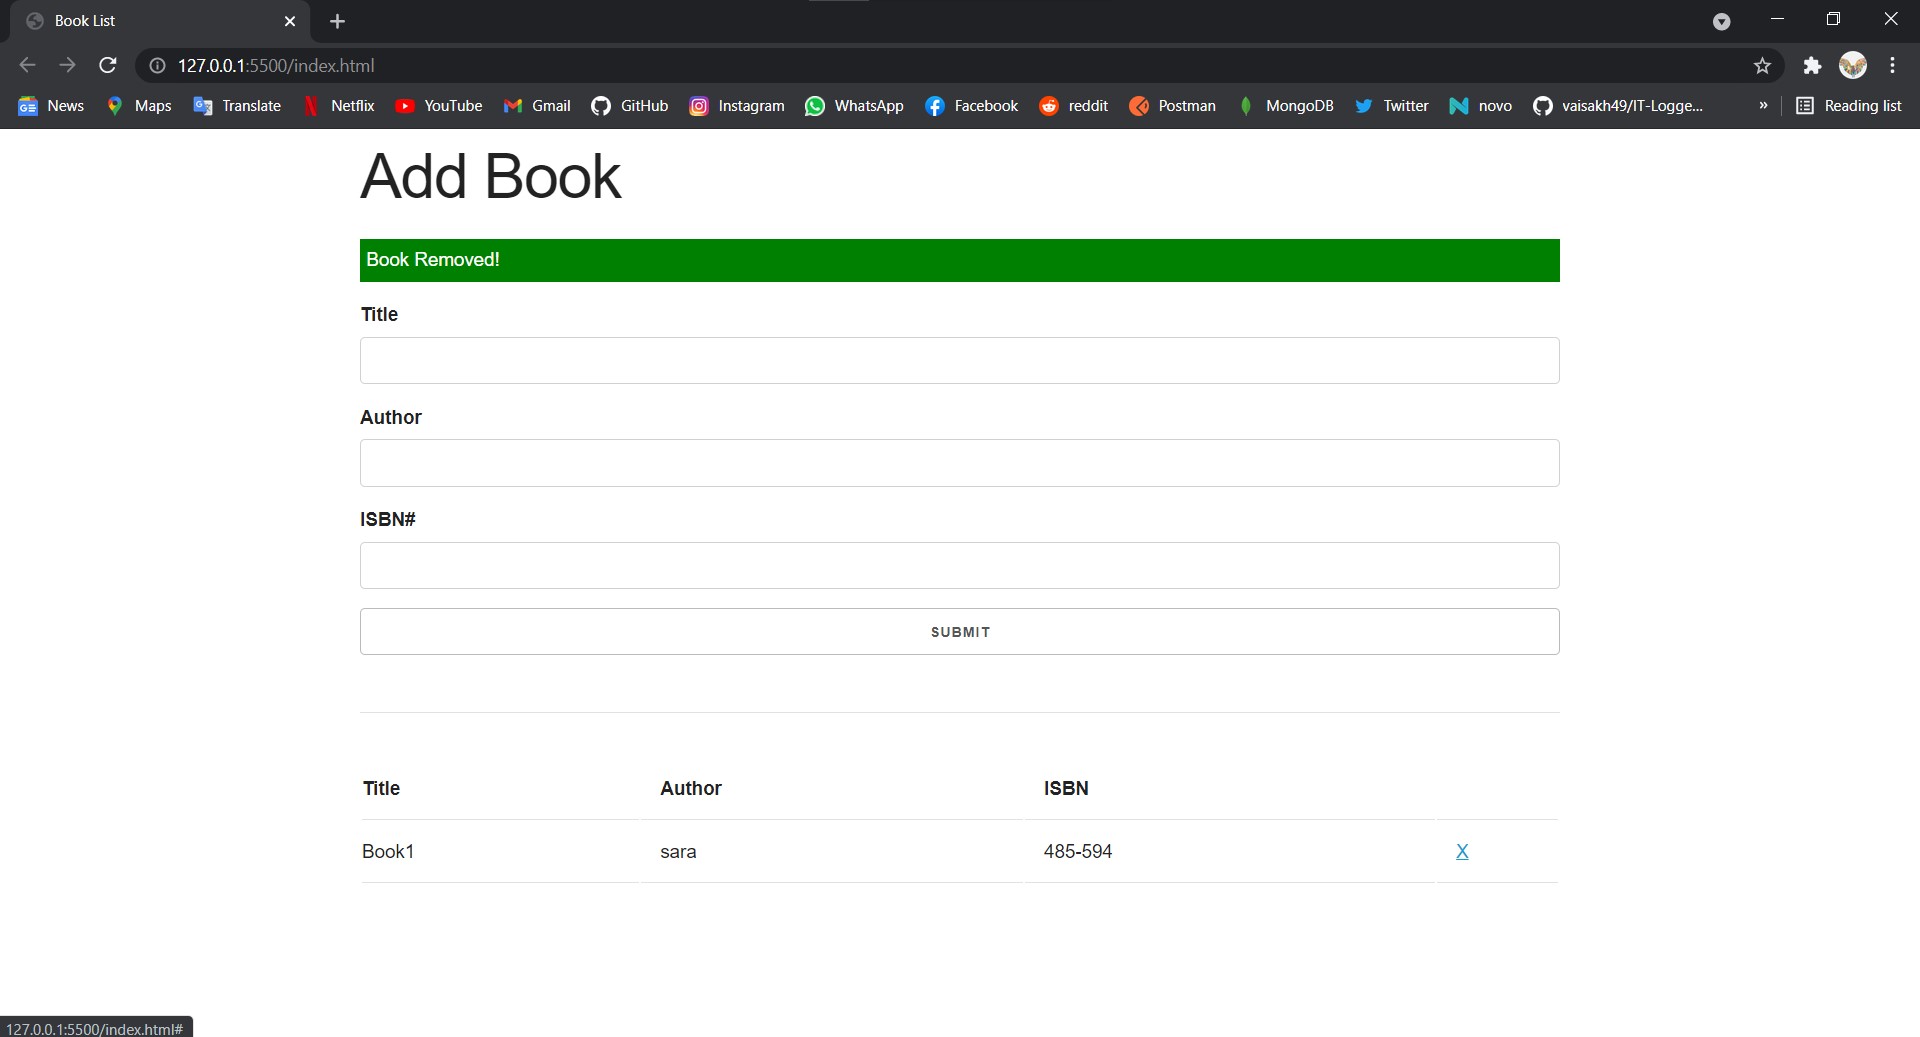 Book List
127.0.0.1:5500/index.html
News Maps Translate Netflix YouTube Gmail GitHub Instagram WhatsApp Facebook reddit Postman MongoDB Twitter novo vaisakh49/IT-Logge... » Reading list
Add Book
Book Removed!
Title
Author
ISBN#
SUBMIT
Title Author ISBN
Book1 sara 485-594 X
127.0.0.1:5500/index.html#